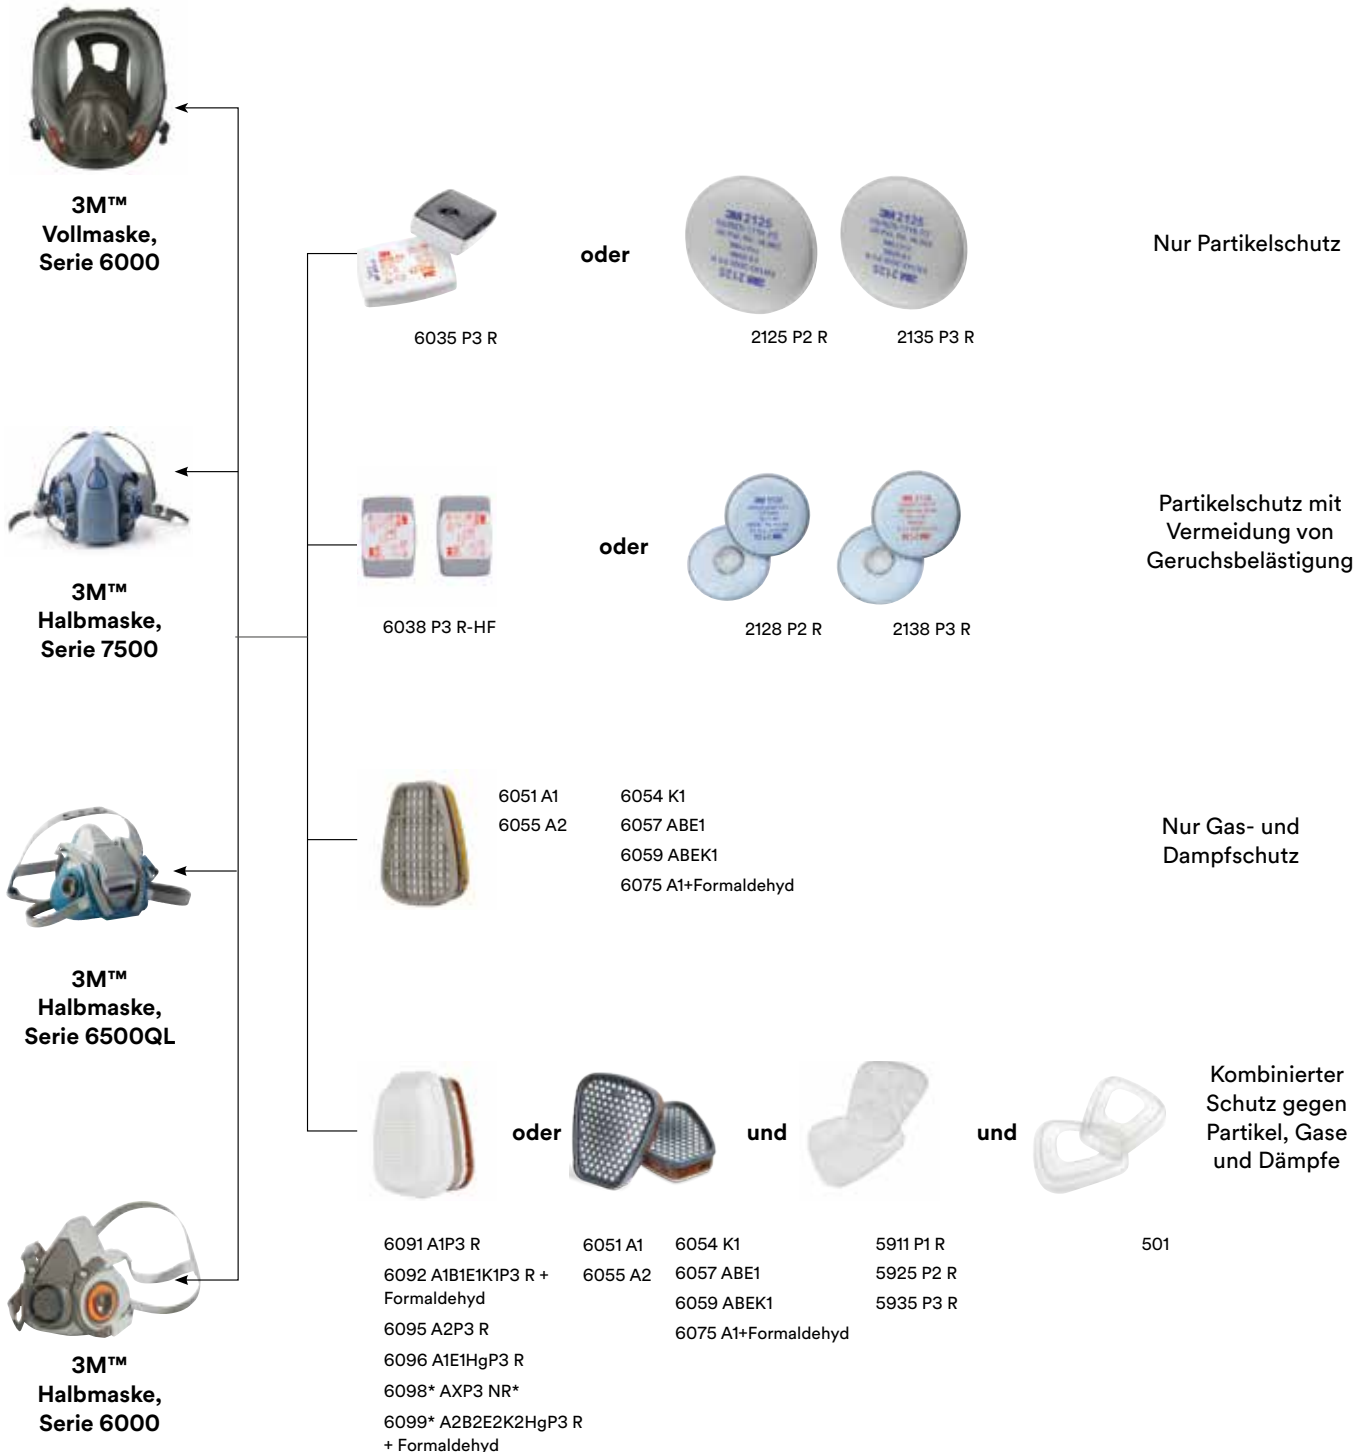 3M™
Vollmaske,
Serie 6000
3M™
Halbmaske,
Serie 7500
3M™
Halbmaske,
Serie 6500QL
3M™
Halbmaske,
Serie 6000
6035 P3 R
oder
3M 2125
3M 2125
2125 P2 R
2135 P3 R
Nur Partikelschutz
6038 P3 R-HF
oder
2128 P2 R
2138 P3 R
Partikelschutz mit
Vermeidung von
Geruchsbelästigung
6051 A1
6055 A2
6054 K1
6057 ABE1
6059 ABEK1
6075 A1+Formaldehyd
Nur Gas- und
Dampfschutz
oder
und
und
Kombinierter
Schutz gegen
Partikel, Gase
und Dämpfe
6091 A1P3 R
6092 A1B1E1K1P3 R +
Formaldehyd
6095 A2P3 R
6096 A1E1HgP3 R
6098* AXP3 NR*
6099* A2B2E2K2HgP3 R
+ Formaldehyd
6051 A1
6055 A2
6054 K1
6057 ABE1
6059 ABEK1
6075 A1+Formaldehyd
5911 P1 R
5925 P2 R
5935 P3 R
501